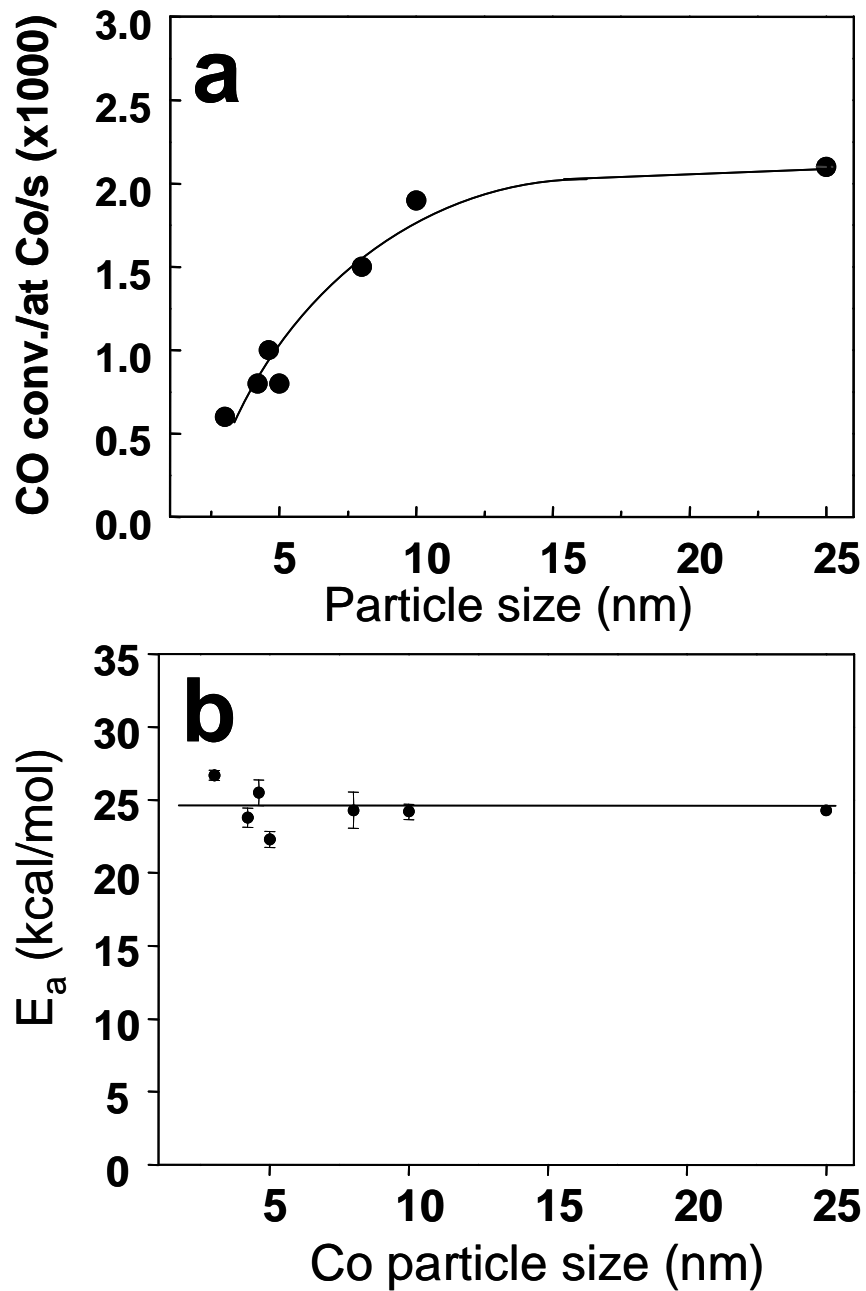 a
CO conv./at Co/s (x1000)
3.0
2.5
2.0
1.5
1.0
0.5
0.0
5 10 15 20 25
Particle size (nm)
b
Ea (kcal/mol)
35
30
25
20
15
10
5
0
5 10 15 20 25
Co particle size (nm)